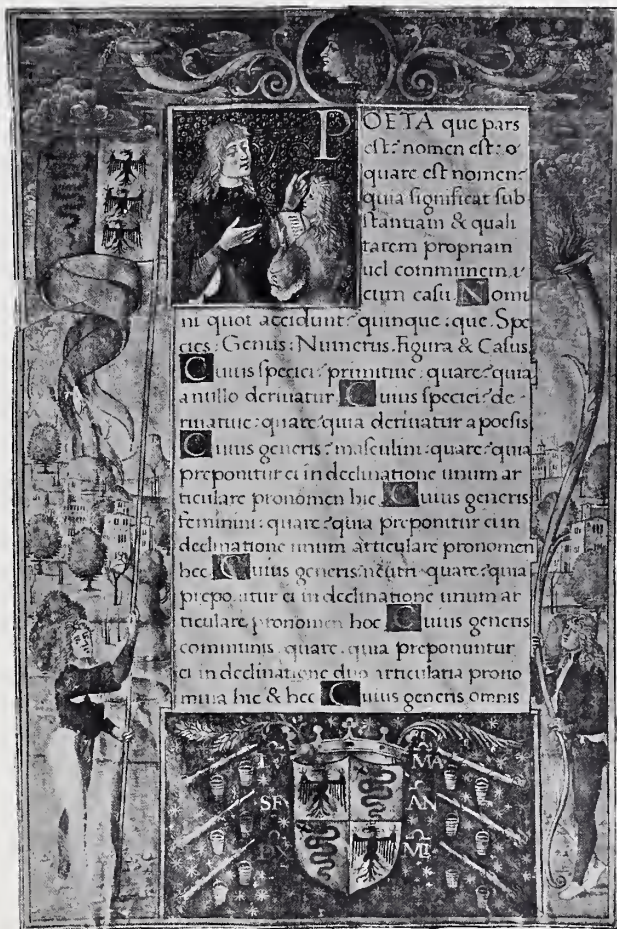 POETA que pars
est? nomen est: o
quare est nomen?
quia significat sub
stantiam & quali
tatem propriam
uel communem
cum casu. Nomi
ni quot accidunt? quinque: que. Spe
cies: Genus: Numerus. Figura & Casus
Cuius speciei? primitiue: quare? quia
a nullo deriuatur. Cuius speciei? de-
riuatiue: quare? quia deriuatur a poesis
Cuius generis? masculini: quare? quia
preponitur ei in declinatione unum ar
ticulare pronomen hic. Cuius generis
feminini: quare? quia preponitur ei in
declinatione unum articulare pronomen
hec. Cuius generis? neutri quare? quia
preponitur ei in declinatione unum ar
ticulare pronomen hoc. Cuius generis
communis. quare. quia preponuntur
ei in declinatione duo articularia prono
mina hic & hec. Cuius generis omnis
MA
SF AN
MLI